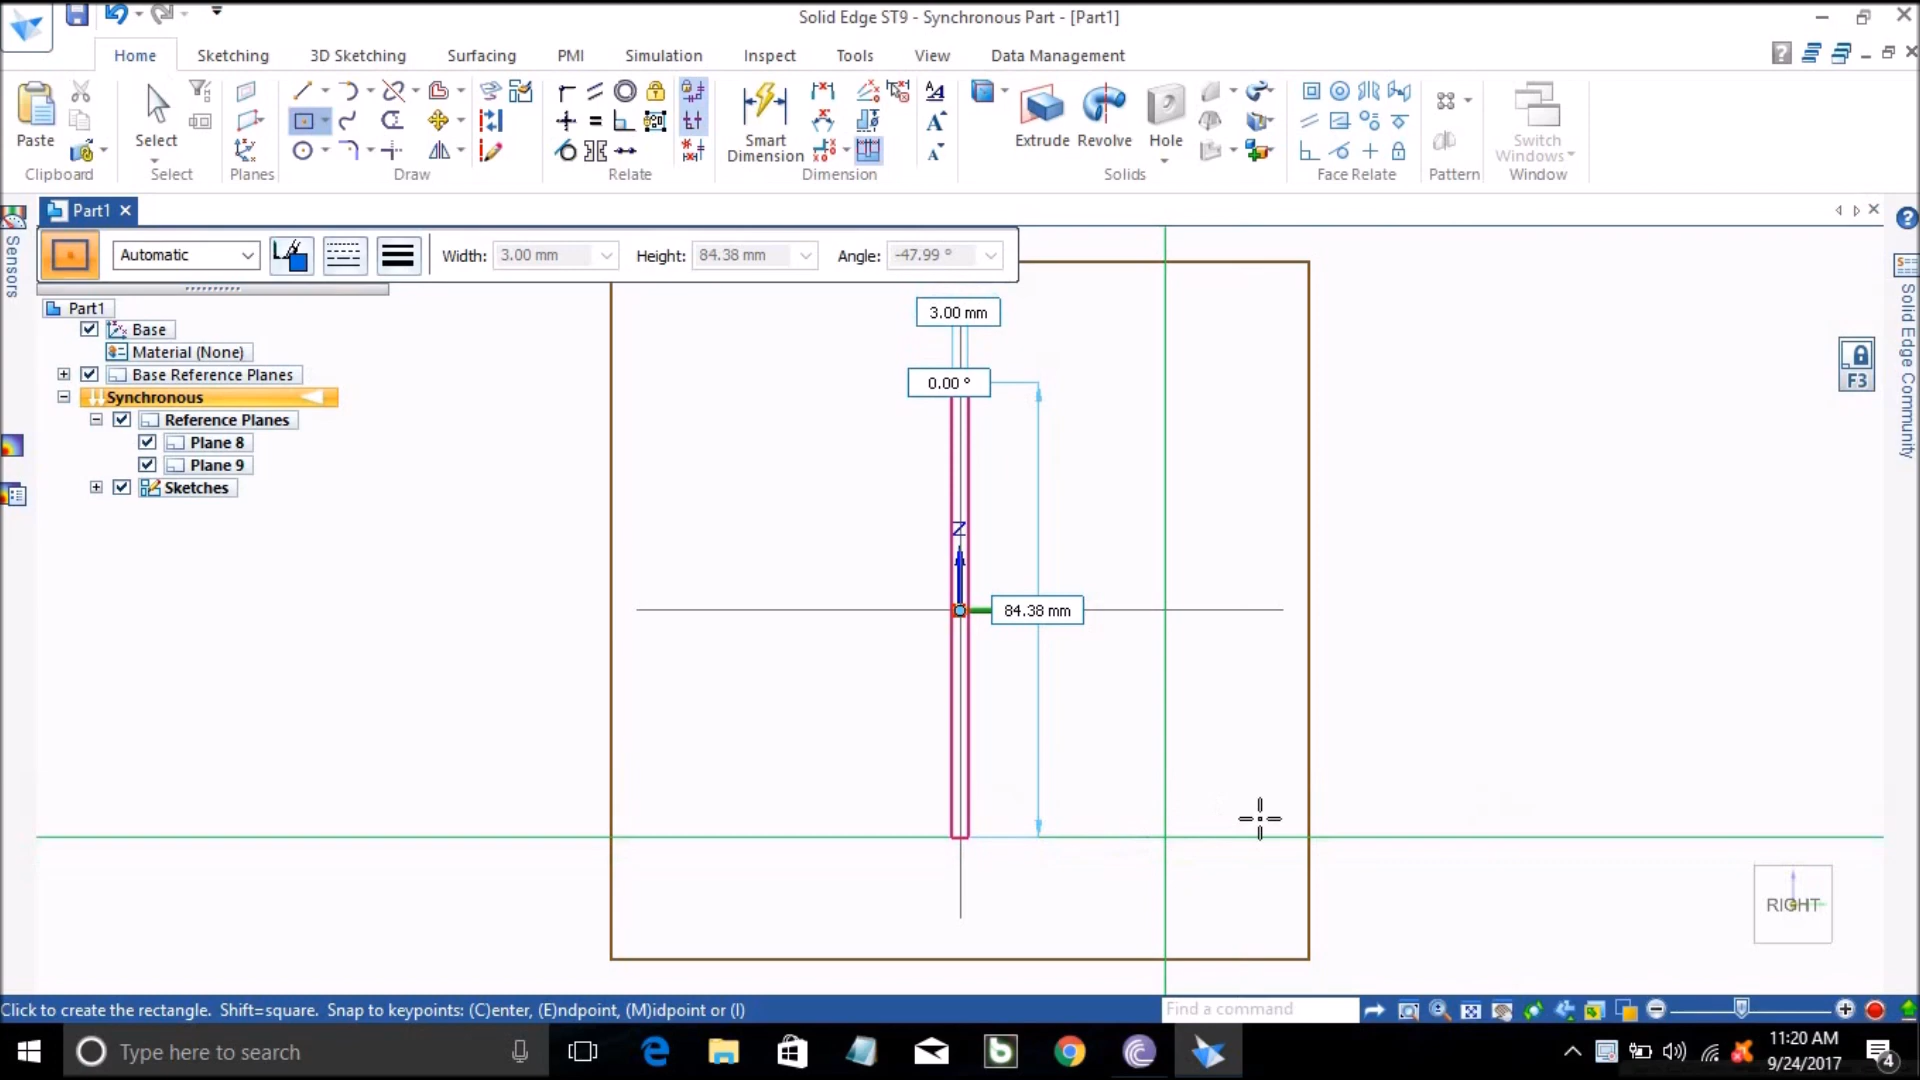 Solid Edge ST9 - Synchronous Part - [Part1]
Home Sketching 3D Sketching Surfacing PMI Simulation Inspect Tools View Data Management
Paste
Select
Smart
Dimension
Extrude Revolve Hole
Switch
Windows
Clipboard Select Planes Draw Relate Dimension Solids Face Relate Pattern Window
Part1
Automatic
Width: 3.00 mm Height: 84.38 mm Angle: -47.99 °
Sensors
Part1
Base
Material (None)
Base Reference Planes
Synchronous
Reference Planes
Plane 8
Plane 9
Sketches
3.00 mm
0.00 °
Z
84.38 mm
F3
Solid Edge Community
RIGHT
Click to create the rectangle. Shift=square. Snap to keypoints: (C)enter, (E)ndpoint, (M)idpoint or (I)
Find a command
Type here to search
11:20 AM
9/24/2017
4